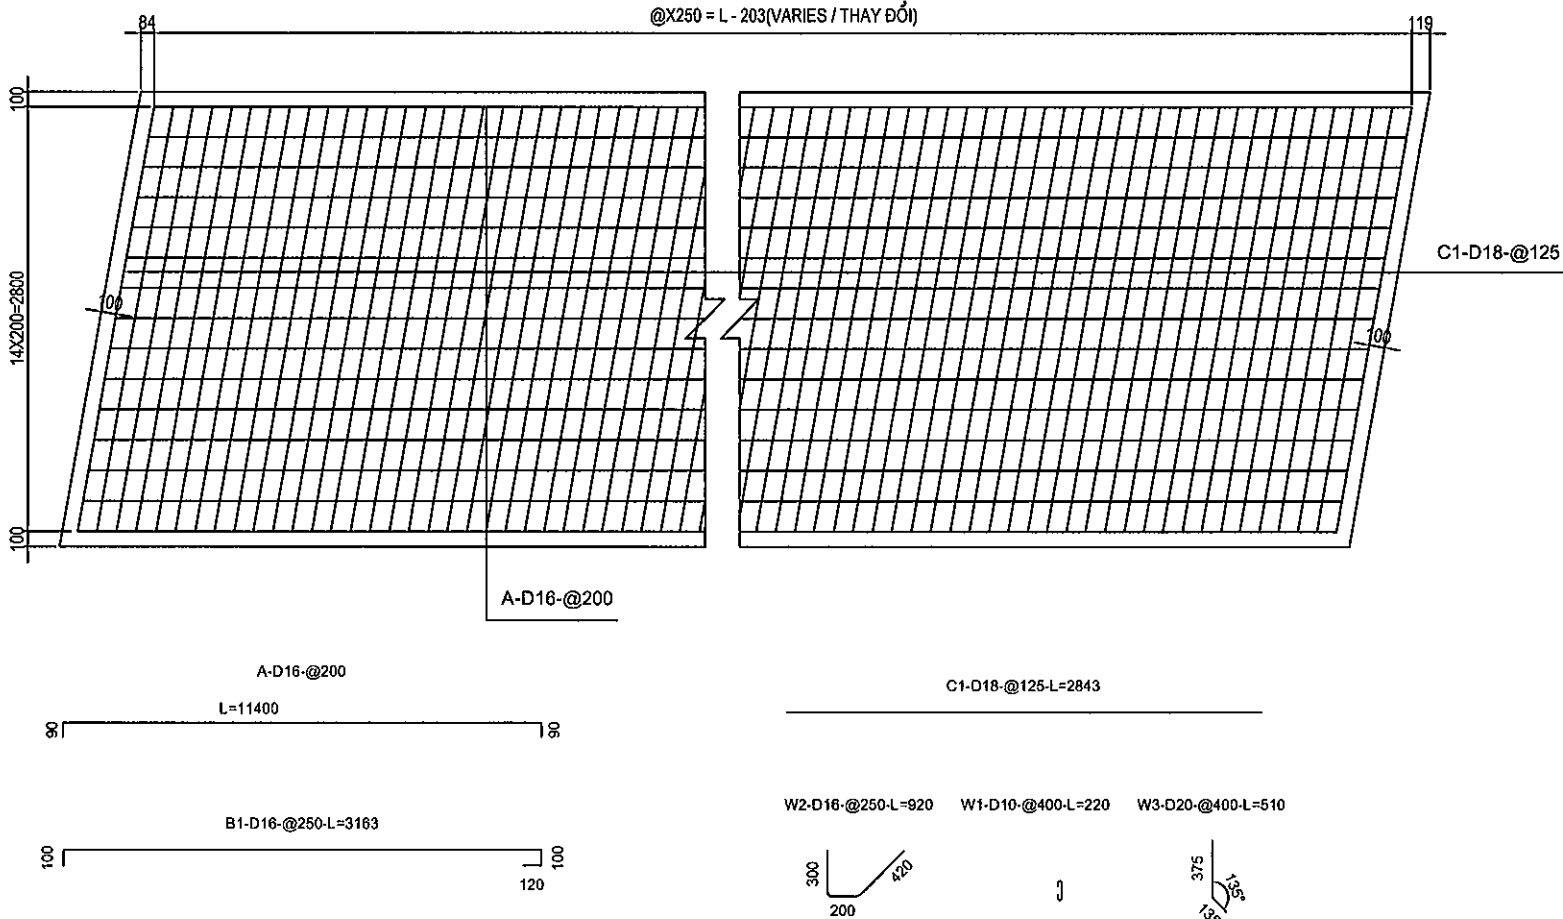 @X250 = L - 203(VARIES / THAY ĐỔI)
84
119
100
C1-D18-@125
14X200=2800
100
100
100
A-D16-@200
A-D16-@200
L=11400
90
90
C1-D18-@125-L=2843
B1-D16-@250-L=3163
100
100
120
W2-D16-@250-L=920
W1-D10-@400-L=220
W3-D20-@400-L=510
300
420
200
375
135°